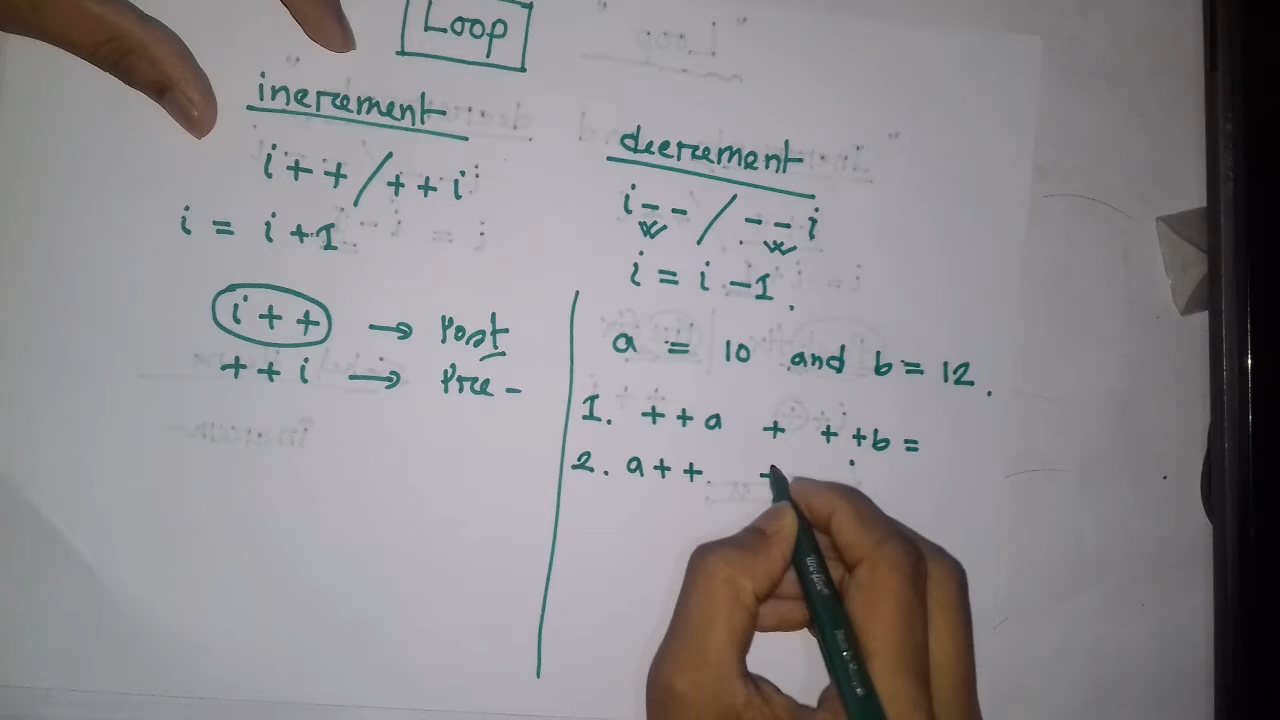 Loop
increment
i++ / ++i
i = i+1
i++ → Post
++i → Pre-
decrement
i-- / --i
i = i-1.
a = 10 and b = 12.
1. ++a + ++b =
2. a++ +